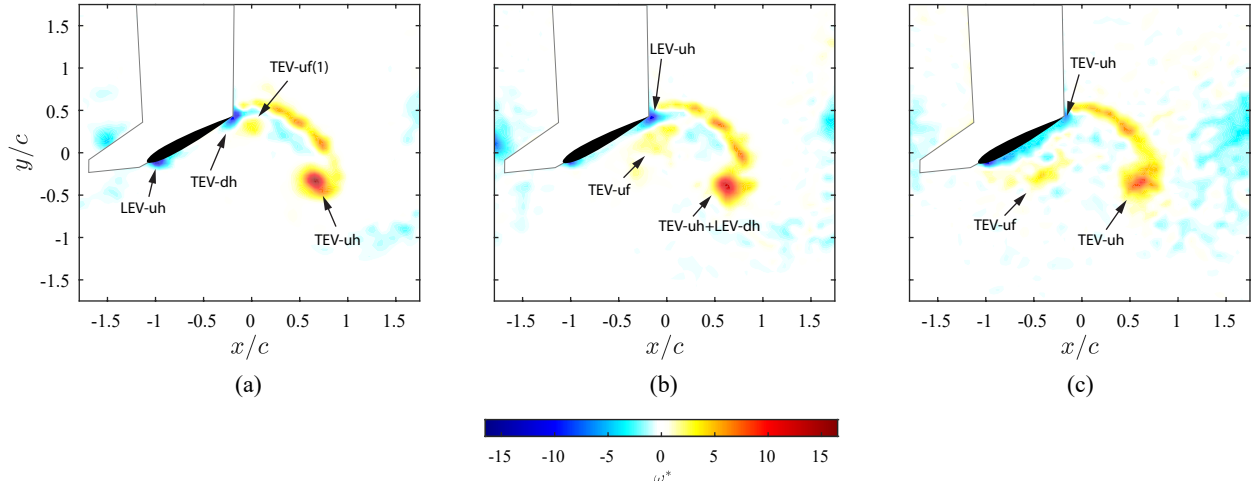 1.5
1
0.5
0
-0.5
-1
-1.5
y/c
TEV-uf(1)
TEV-dh
LEV-uh
TEV-uh
-1.5 -1 -0.5 0 0.5 1 1.5
x/c
(a)
LEV-uh
TEV-uf
TEV-uh+LEV-dh
-1.5 -1 -0.5 0 0.5 1 1.5
x/c
(b)
TEV-uh
TEV-uf
TEV-uh
-1.5 -1 -0.5 0 0.5 1 1.5
x/c
(c)
-15 -10 -5 0 5 10 15
ω*